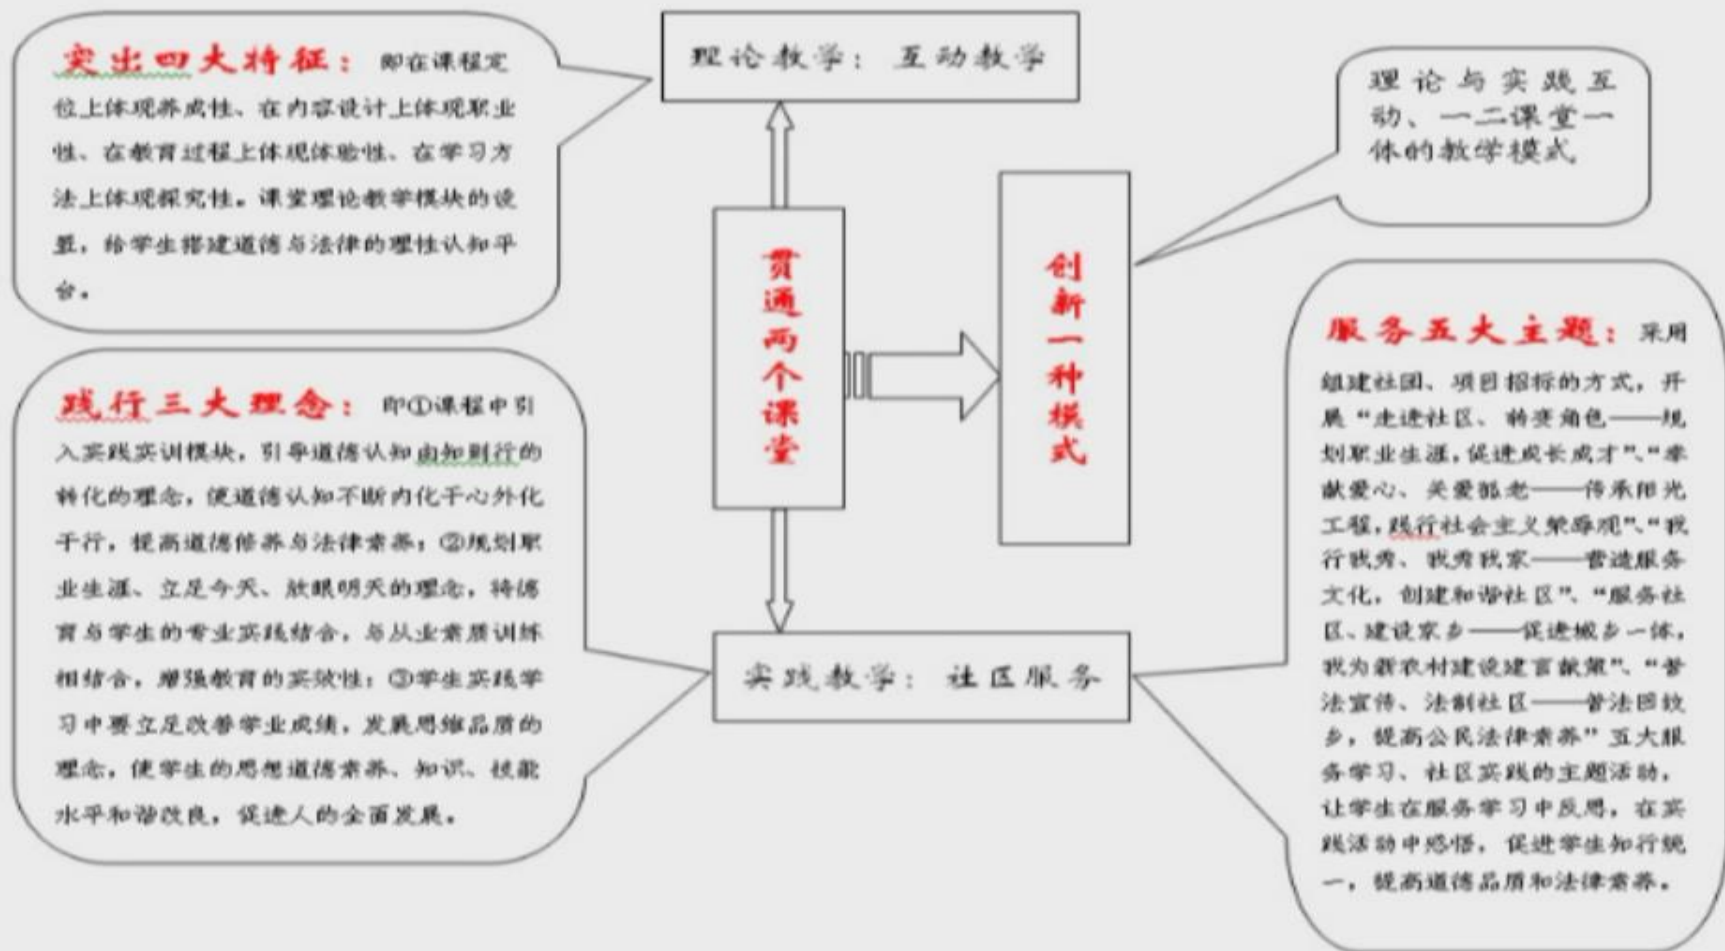 突出四大特征：即在课程定
位上体现养成性、在内容设计上体现职业
性、在教育过程上体现体验性、在学习方
法上体现探究性。课堂理论教学模块的设
置，给学生搭建道德与法律的理性认知平
台。
理论教学：互动教学
理论与实践互
动、一二课堂一
体的教学模式
贯通两个课堂
创新一种模式
践行三大理念：即①课程中引
入实践实训模块，引导道德认知由知到行的
转化的理念，使道德认知不断内化于心外化
于行，提高道德修养与法律素养；②规划职
业生涯、立足今天、放眼明天的理念，将德
育与学生的专业实践结合，与从业素质训练
相结合，增强教育的实效性；③学生实践学
习中要立足改善学业成绩，发展思维品质的
理念，使学生的思想道德素养、知识、技能
水平和谐改良，促进人的全面发展。
实践教学：社区服务
服务五大主题：采用
组建社团、项目招标的方式，开
展“走进社区、转变角色——规
划职业生涯，促进成长成才”、“奉
献爱心、关爱孤老——传承阳光
工程，践行社会主义荣辱观”、“我
行我秀、我秀我家——营造服务
文化，创建和谐社区”、“服务社
区、建设家乡——促进城乡一体，
我为新农村建设建言献策”、“普
法宣传、法制社区——普法回故
乡，提高公民法律素养”五大服
务学习、社区实践的主题活动，
让学生在服务学习中反思，在实
践活动中感悟，促进学生知行统
一，提高道德品质和法律素养。